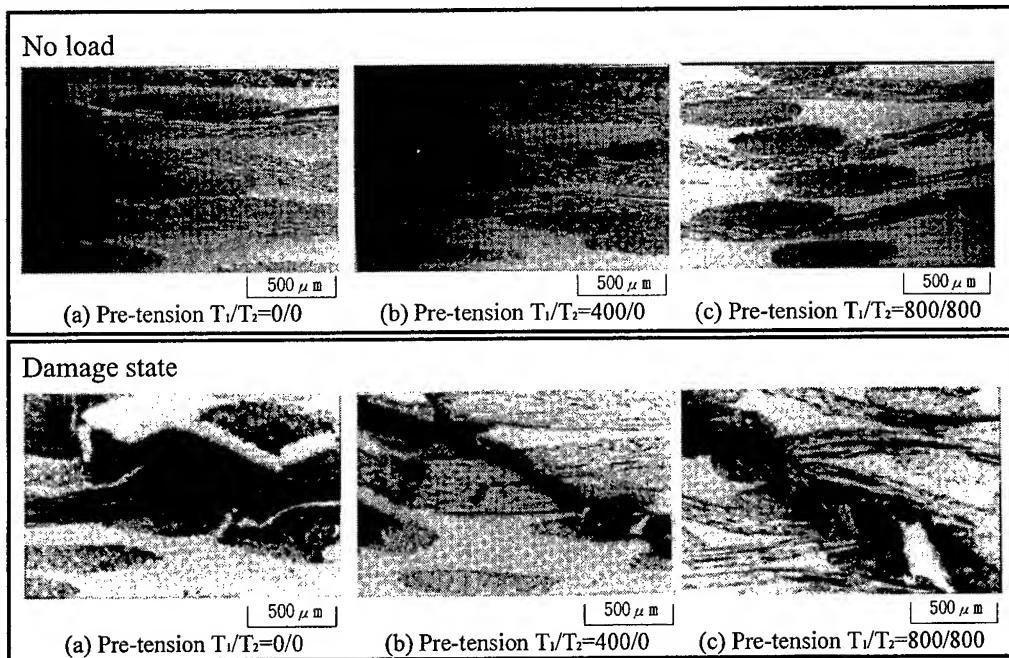 No load
500 μm 500 μm 500 μm
(a) Pre-tension T₁/T₂=0/0 (b) Pre-tension T₁/T₂=400/0 (c) Pre-tension T₁/T₂=800/800
Damage state
500 μm 500 μm 500 μm
(a) Pre-tension T₁/T₂=0/0 (b) Pre-tension T₁/T₂=400/0 (c) Pre-tension T₁/T₂=800/800